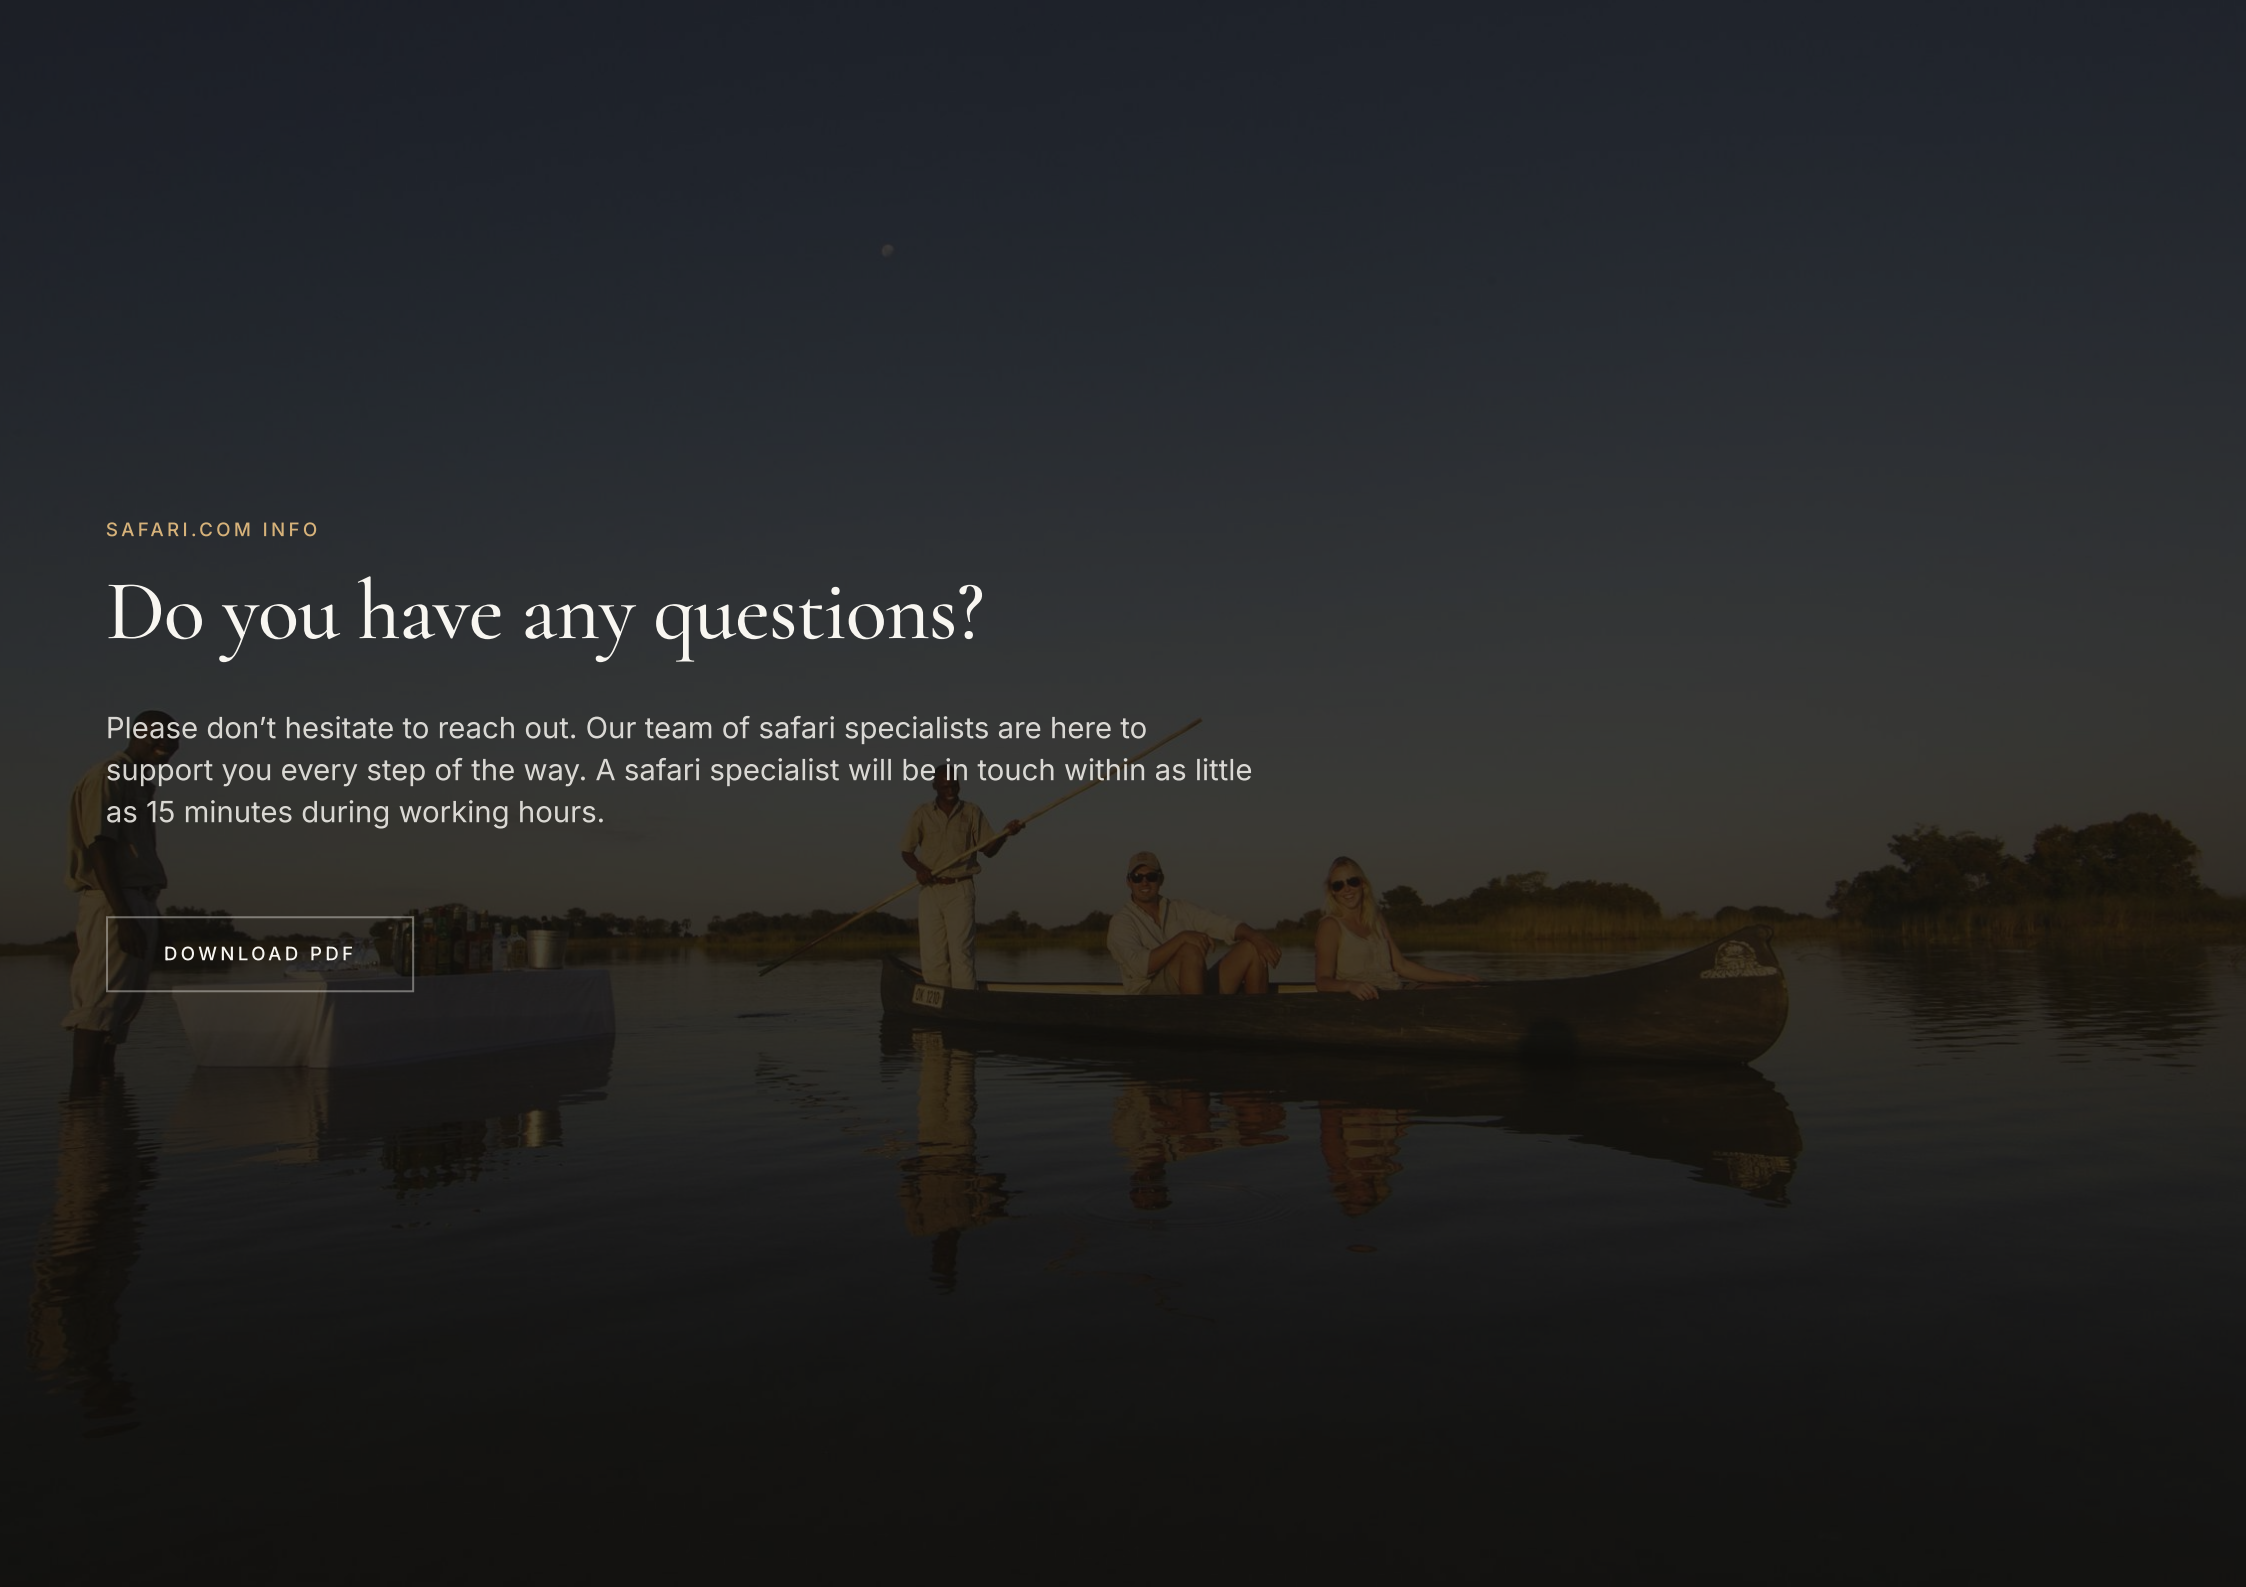 SAFARI.COM INFO
Do you have any questions?
Please don’t hesitate to reach out. Our team of safari specialists are here to
support you every step of the way. A safari specialist will be in touch within as little
as 15 minutes during working hours.
DOWNLOAD PDF